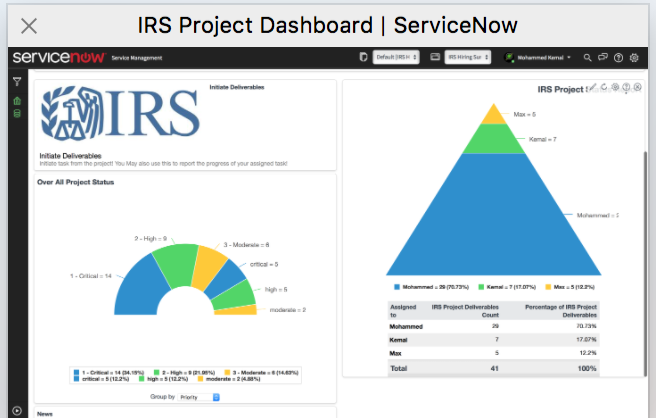 IRS Project Dashboard | ServiceNow
servicenow Service Management
Default (IRS H
IRS Hiring Sur
Mohammed Kemal
IRS
Initiate Deliverables
Initiate Deliverables
Initiate task from the project! You May also use this to report the progress of your assigned task!
Over All Project Status
1 - Critical = 14
2 - High = 9
3 - Moderate = 6
critical = 5
high = 5
moderate = 2
1 - Critical = 14 (34.15%) 2 - High = 9 (21.95%) 3 - Moderate = 6 (14.63%)
critical = 5 (12.2%) high = 5 (12.2%) moderate = 2 (4.88%)
Group by Priority
News
IRS Project
Max = 5
Kemal = 7
Mohammed =
Mohammed = 29 (70.73%) Kemal = 7 (17.07%) Max = 5 (12.2%)
Assigned to IRS Project Deliverables Count Percentage of IRS Project Deliverables
Mohammed 29 70.73%
Kemal 7 17.07%
Max 5 12.2%
Total 41 100%